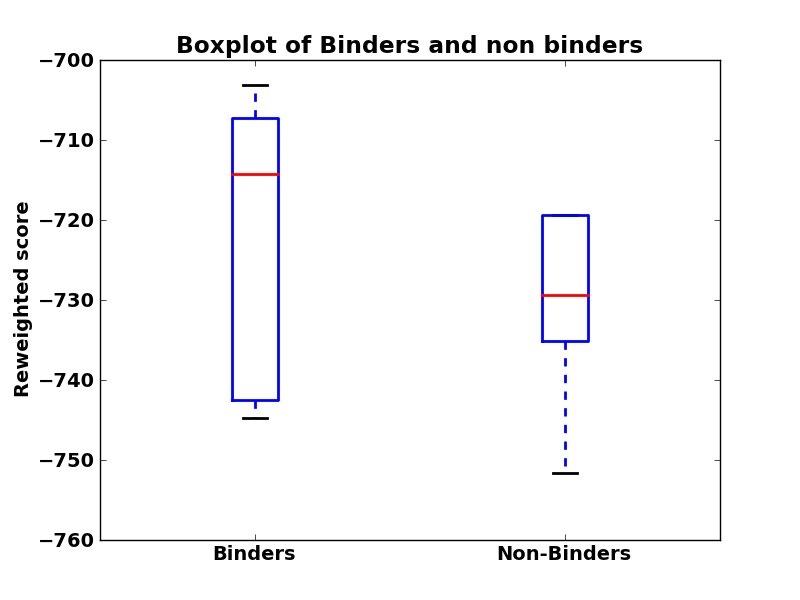 Boxplot of Binders and non binders
−700
−710
−720
−730
−740
−750
−760
Reweighted score
Binders
Non-Binders